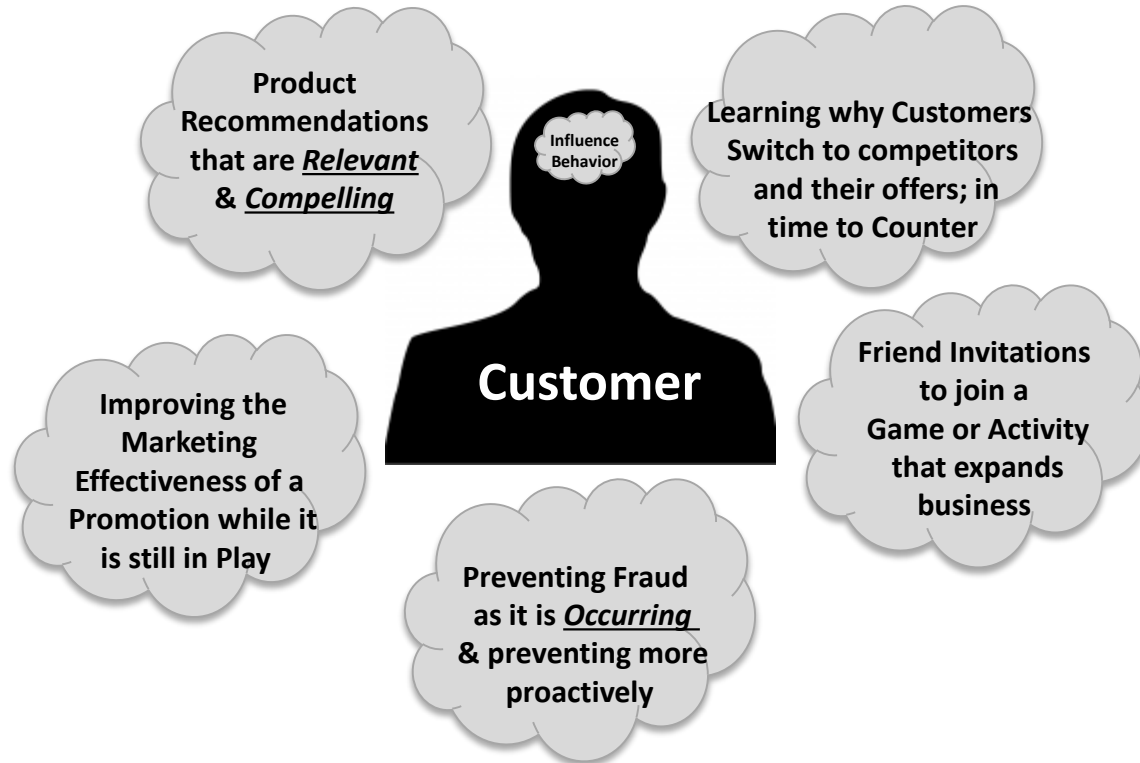 Product
Recommendations
that are Relevant
& Compelling
Influence
Behavior
Learning why Customers
Switch to competitors
and their offers; in
time to Counter
Customer
Friend Invitations
to join a
Game or Activity
that expands
business
Improving the
Marketing
Effectiveness of a
Promotion while it
is still in Play
Preventing Fraud
as it is Occurring
& preventing more
proactively